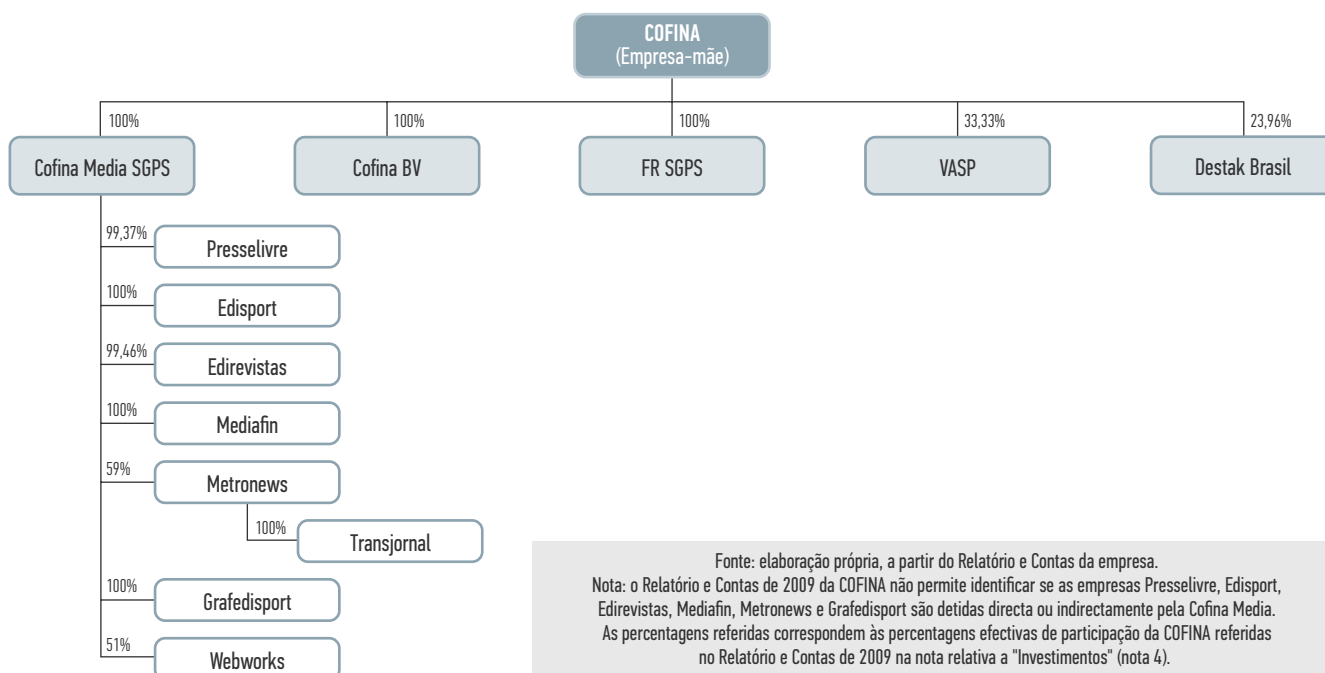 COFINA
(Empresa-mãe)
100%
100%
100%
33,33%
23,96%
Cofina Media SGPS
Cofina BV
FR SGPS
VASP
Destak Brasil
99,37%
Presselivre
100%
Edisport
99,46%
Edirevistas
100%
Mediafin
59%
Metronews
100%
Transjornal
100%
Grafedisport
51%
Webworks
Fonte: elaboração própria, a partir do Relatório e Contas da empresa.
Nota: o Relatório e Contas de 2009 da COFINA não permite identificar se as empresas Presselivre, Edisport,
Edirevistas, Mediafin, Metronews e Grafedisport são detidas directa ou indirectamente pela Cofina Media.
As percentagens referidas correspondem às percentagens efectivas de participação da COFINA referidas
no Relatório e Contas de 2009 na nota relativa a "Investimentos" (nota 4).